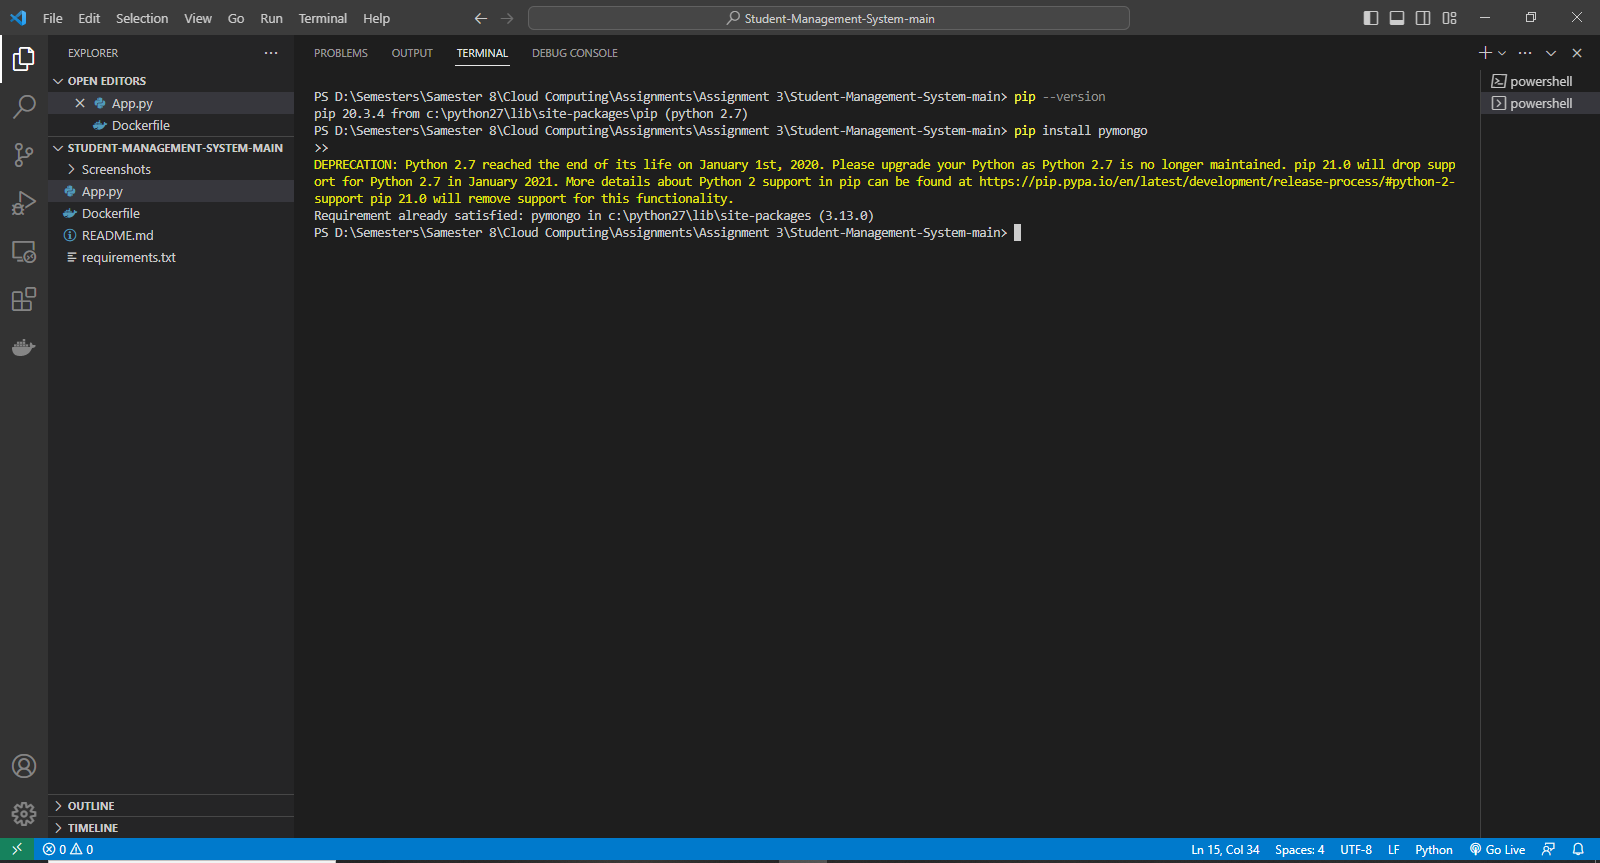 File Edit Selection View Go Run Terminal Help
Student-Management-System-main
EXPLORER
OPEN EDITORS
App.py
Dockerfile
STUDENT-MANAGEMENT-SYSTEM-MAIN
Screenshots
App.py
Dockerfile
README.md
requirements.txt
OUTLINE
TIMELINE
PROBLEMS OUTPUT TERMINAL DEBUG CONSOLE
PS D:\Semesters\Samester 8\Cloud Computing\Assignments\Assignment 3\Student-Management-System-main> pip --version
pip 20.3.4 from c:\python27\lib\site-packages\pip (python 2.7)
PS D:\Semesters\Samester 8\Cloud Computing\Assignments\Assignment 3\Student-Management-System-main> pip install pymongo
>>
DEPRECATION: Python 2.7 reached the end of its life on January 1st, 2020. Please upgrade your Python as Python 2.7 is no longer maintained. pip 21.0 will drop supp
ort for Python 2.7 in January 2021. More details about Python 2 support in pip can be found at https://pip.pypa.io/en/latest/development/release-process/#python-2-
support pip 21.0 will remove support for this functionality.
Requirement already satisfied: pymongo in c:\python27\lib\site-packages (3.13.0)
PS D:\Semesters\Samester 8\Cloud Computing\Assignments\Assignment 3\Student-Management-System-main>
powershell
powershell
0 0
Ln 15, Col 34 Spaces: 4 UTF-8 LF Python Go Live